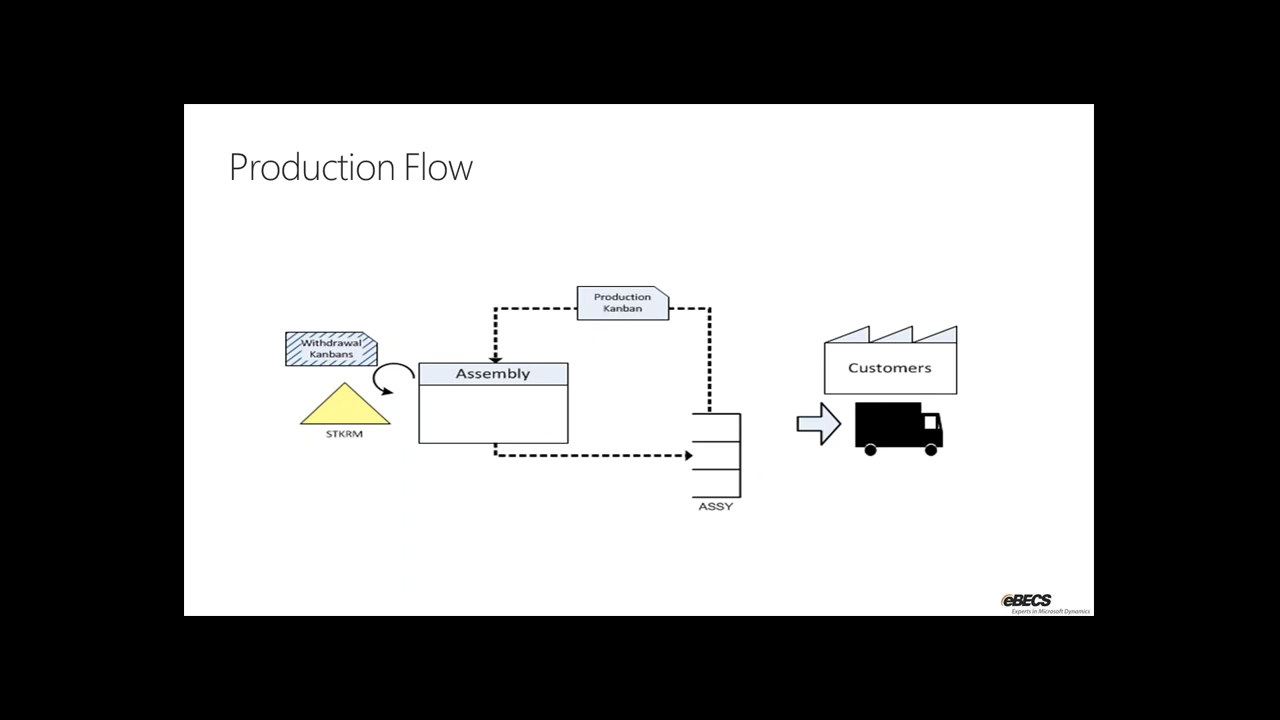 Production Flow
Production
Kanban
Withdrawal
Kanbans
Assembly
STKRM
Customers
ASSY
eBECS
Experts in Microsoft Dynamics